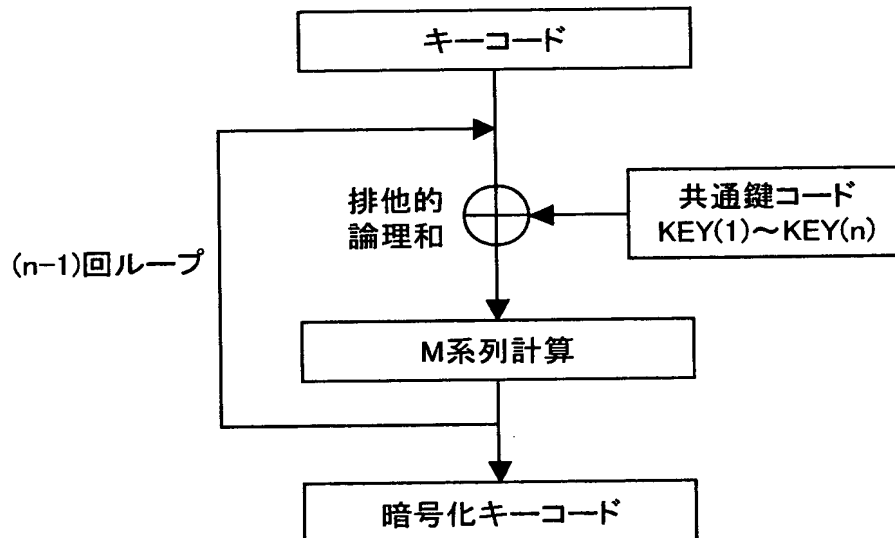 キーコード
排他的
論理和
共通鍵コード
KEY(1)～KEY(n)
(n-1)回ループ
M系列計算
暗号化キーコード